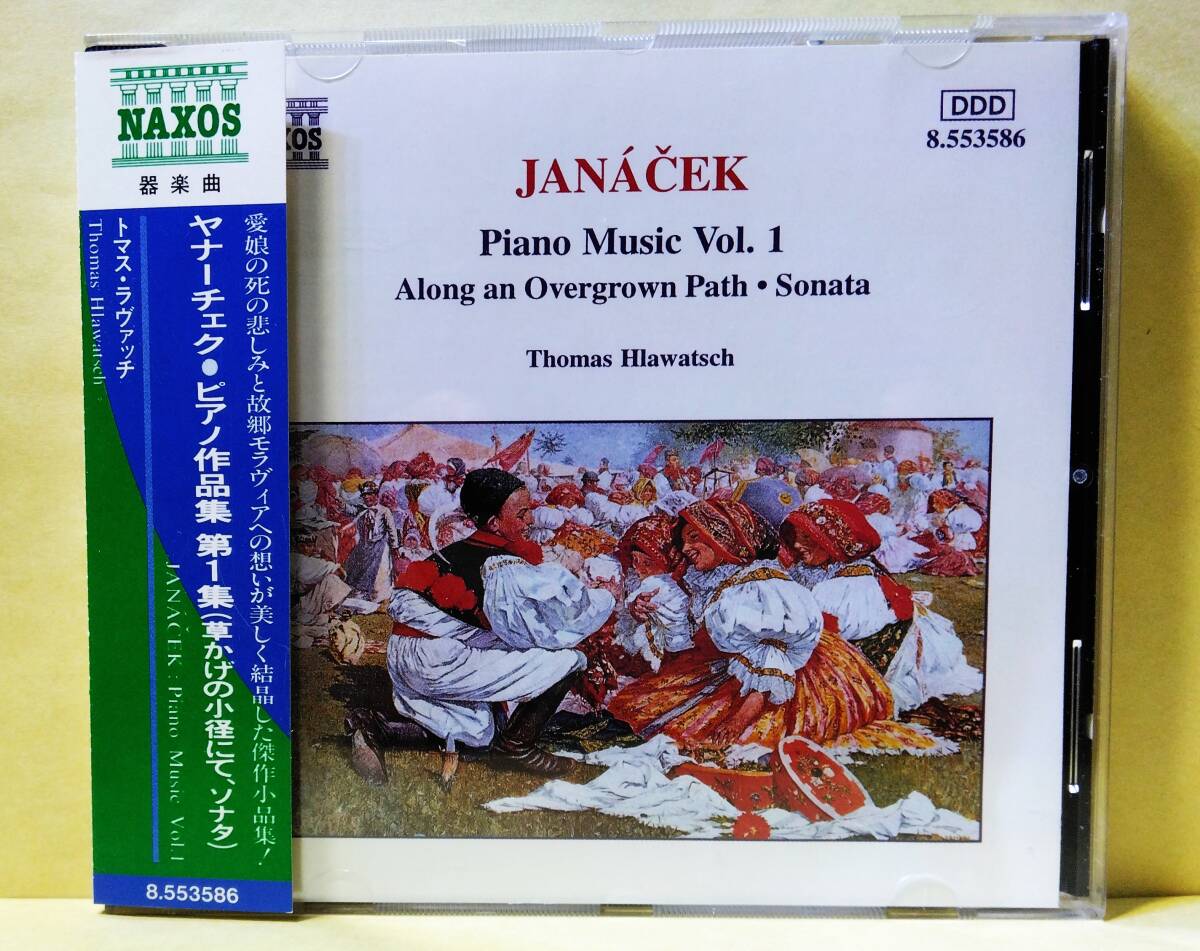 NAXOS
器楽曲
愛娘の死の悲しみと故郷モラヴィアへの想いが美しく結晶した傑作小品集!
ヤナーチェク●ピアノ作品集 第1集(草かげの小径にて、ソナタ)
JANÁČEK : Piano Music Vol.1
トマス・ラヴァッチ
Thomas Hlawatsch
8.553586
XOS
DDD
8.553586
JANÁČEK
Piano Music Vol. 1
Along an Overgrown Path • Sonata
Thomas Hlawatsch